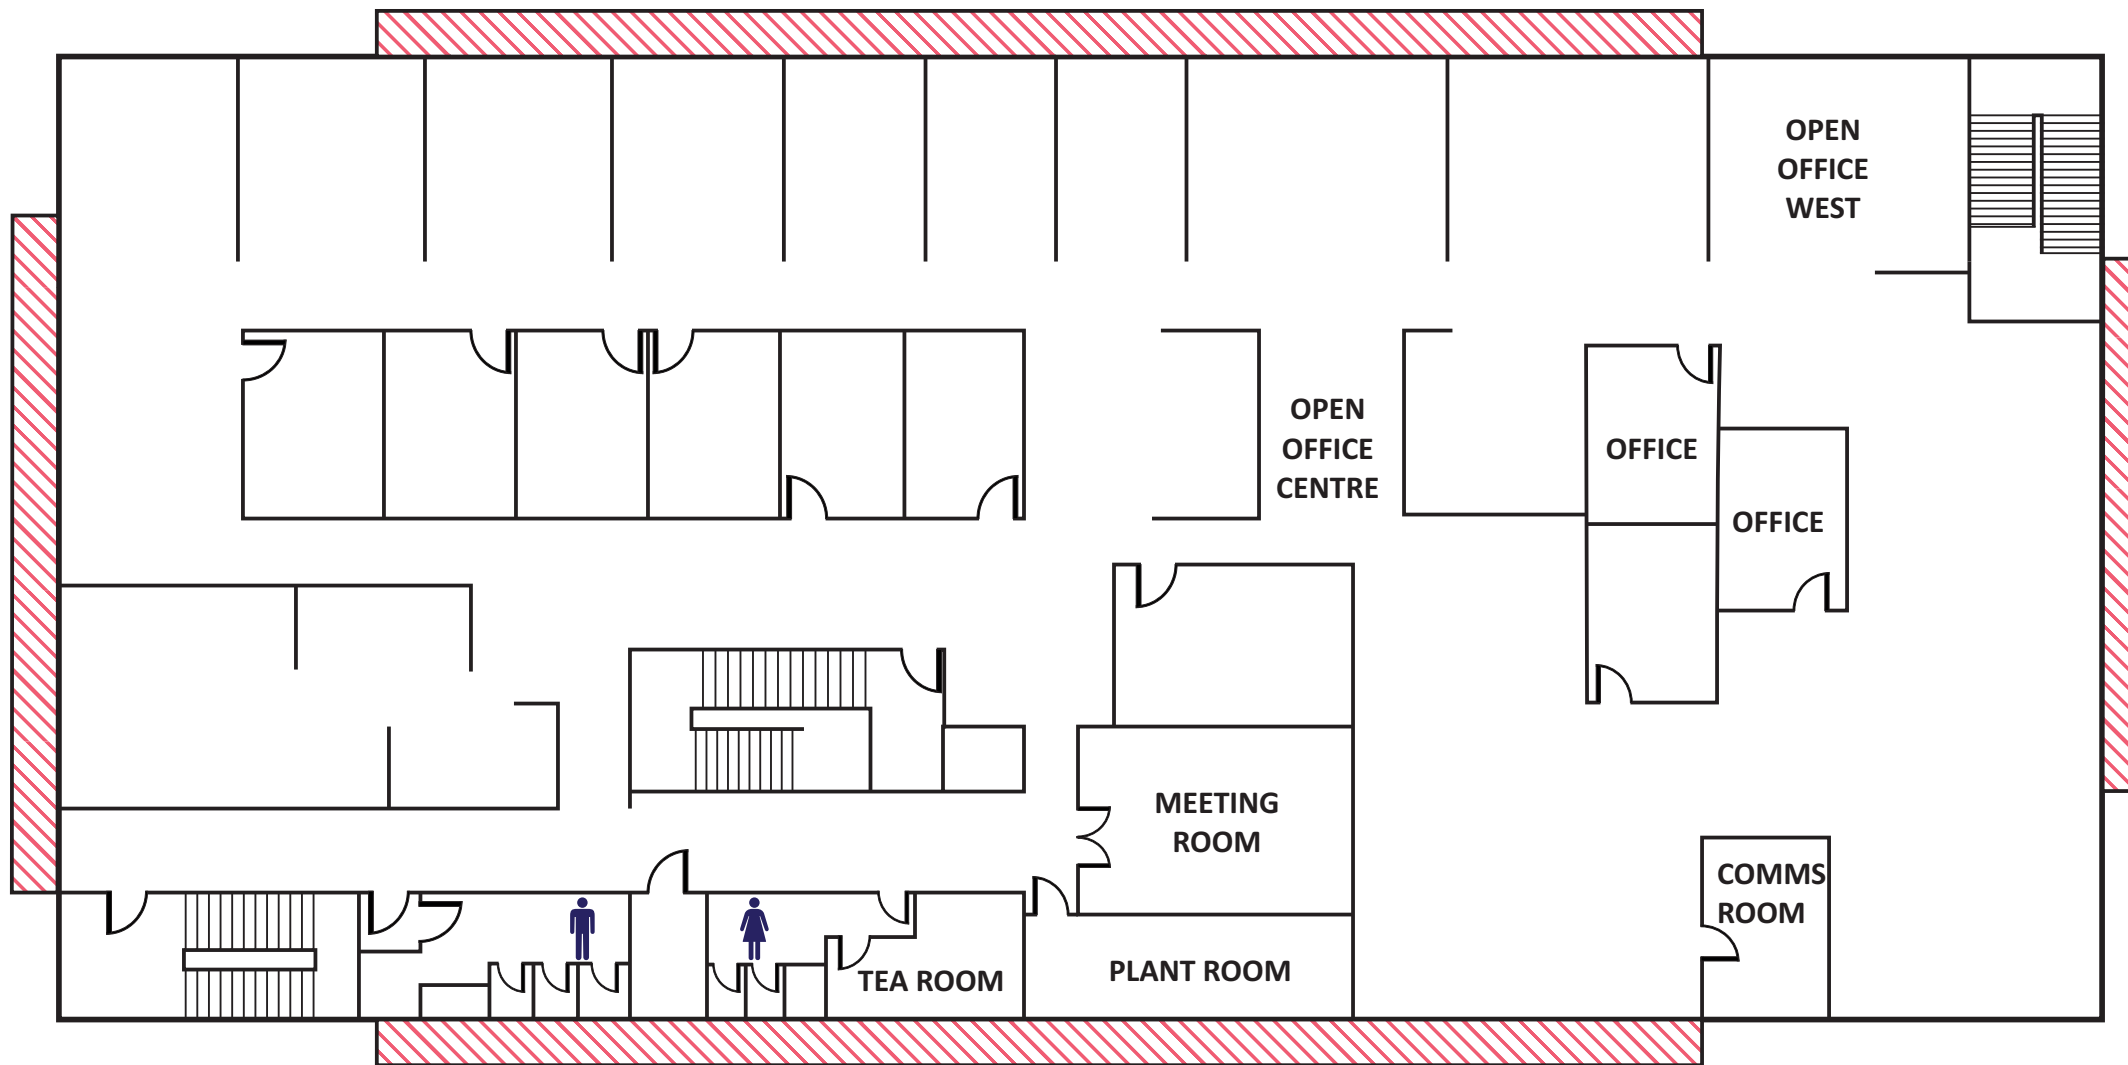 OPEN
OFFICE
WEST
OPEN
OFFICE
CENTRE
OFFICE
OFFICE
MEETING
ROOM
COMMS
ROOM
TEA ROOM
PLANT ROOM